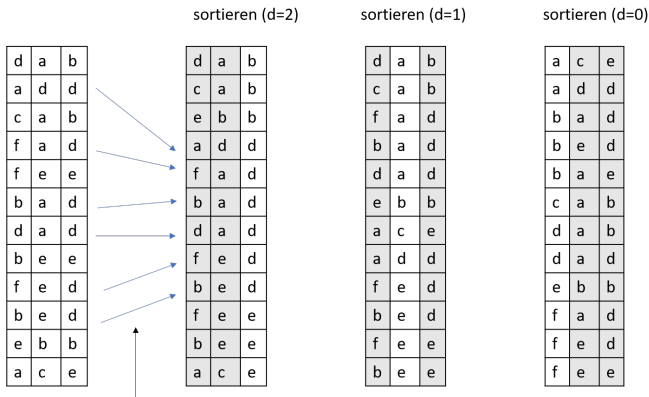 sortieren (d=2) sortieren (d=1) sortieren (d=0)
d a b d a b d a b a c e
a d d c a b c a b a d d
c a b e b b f a d b a d
f a d a d d b a d b e d
f e e f a d d a d b a e
b a d b a d e b b c a b
d a d d a d a c e d a b
b e e f e d a d d d a d
f e d b e d f e d e b b
b e d f e e b e d f a d
e b b b e e f e e f e d
a c e a c e b e e f e e